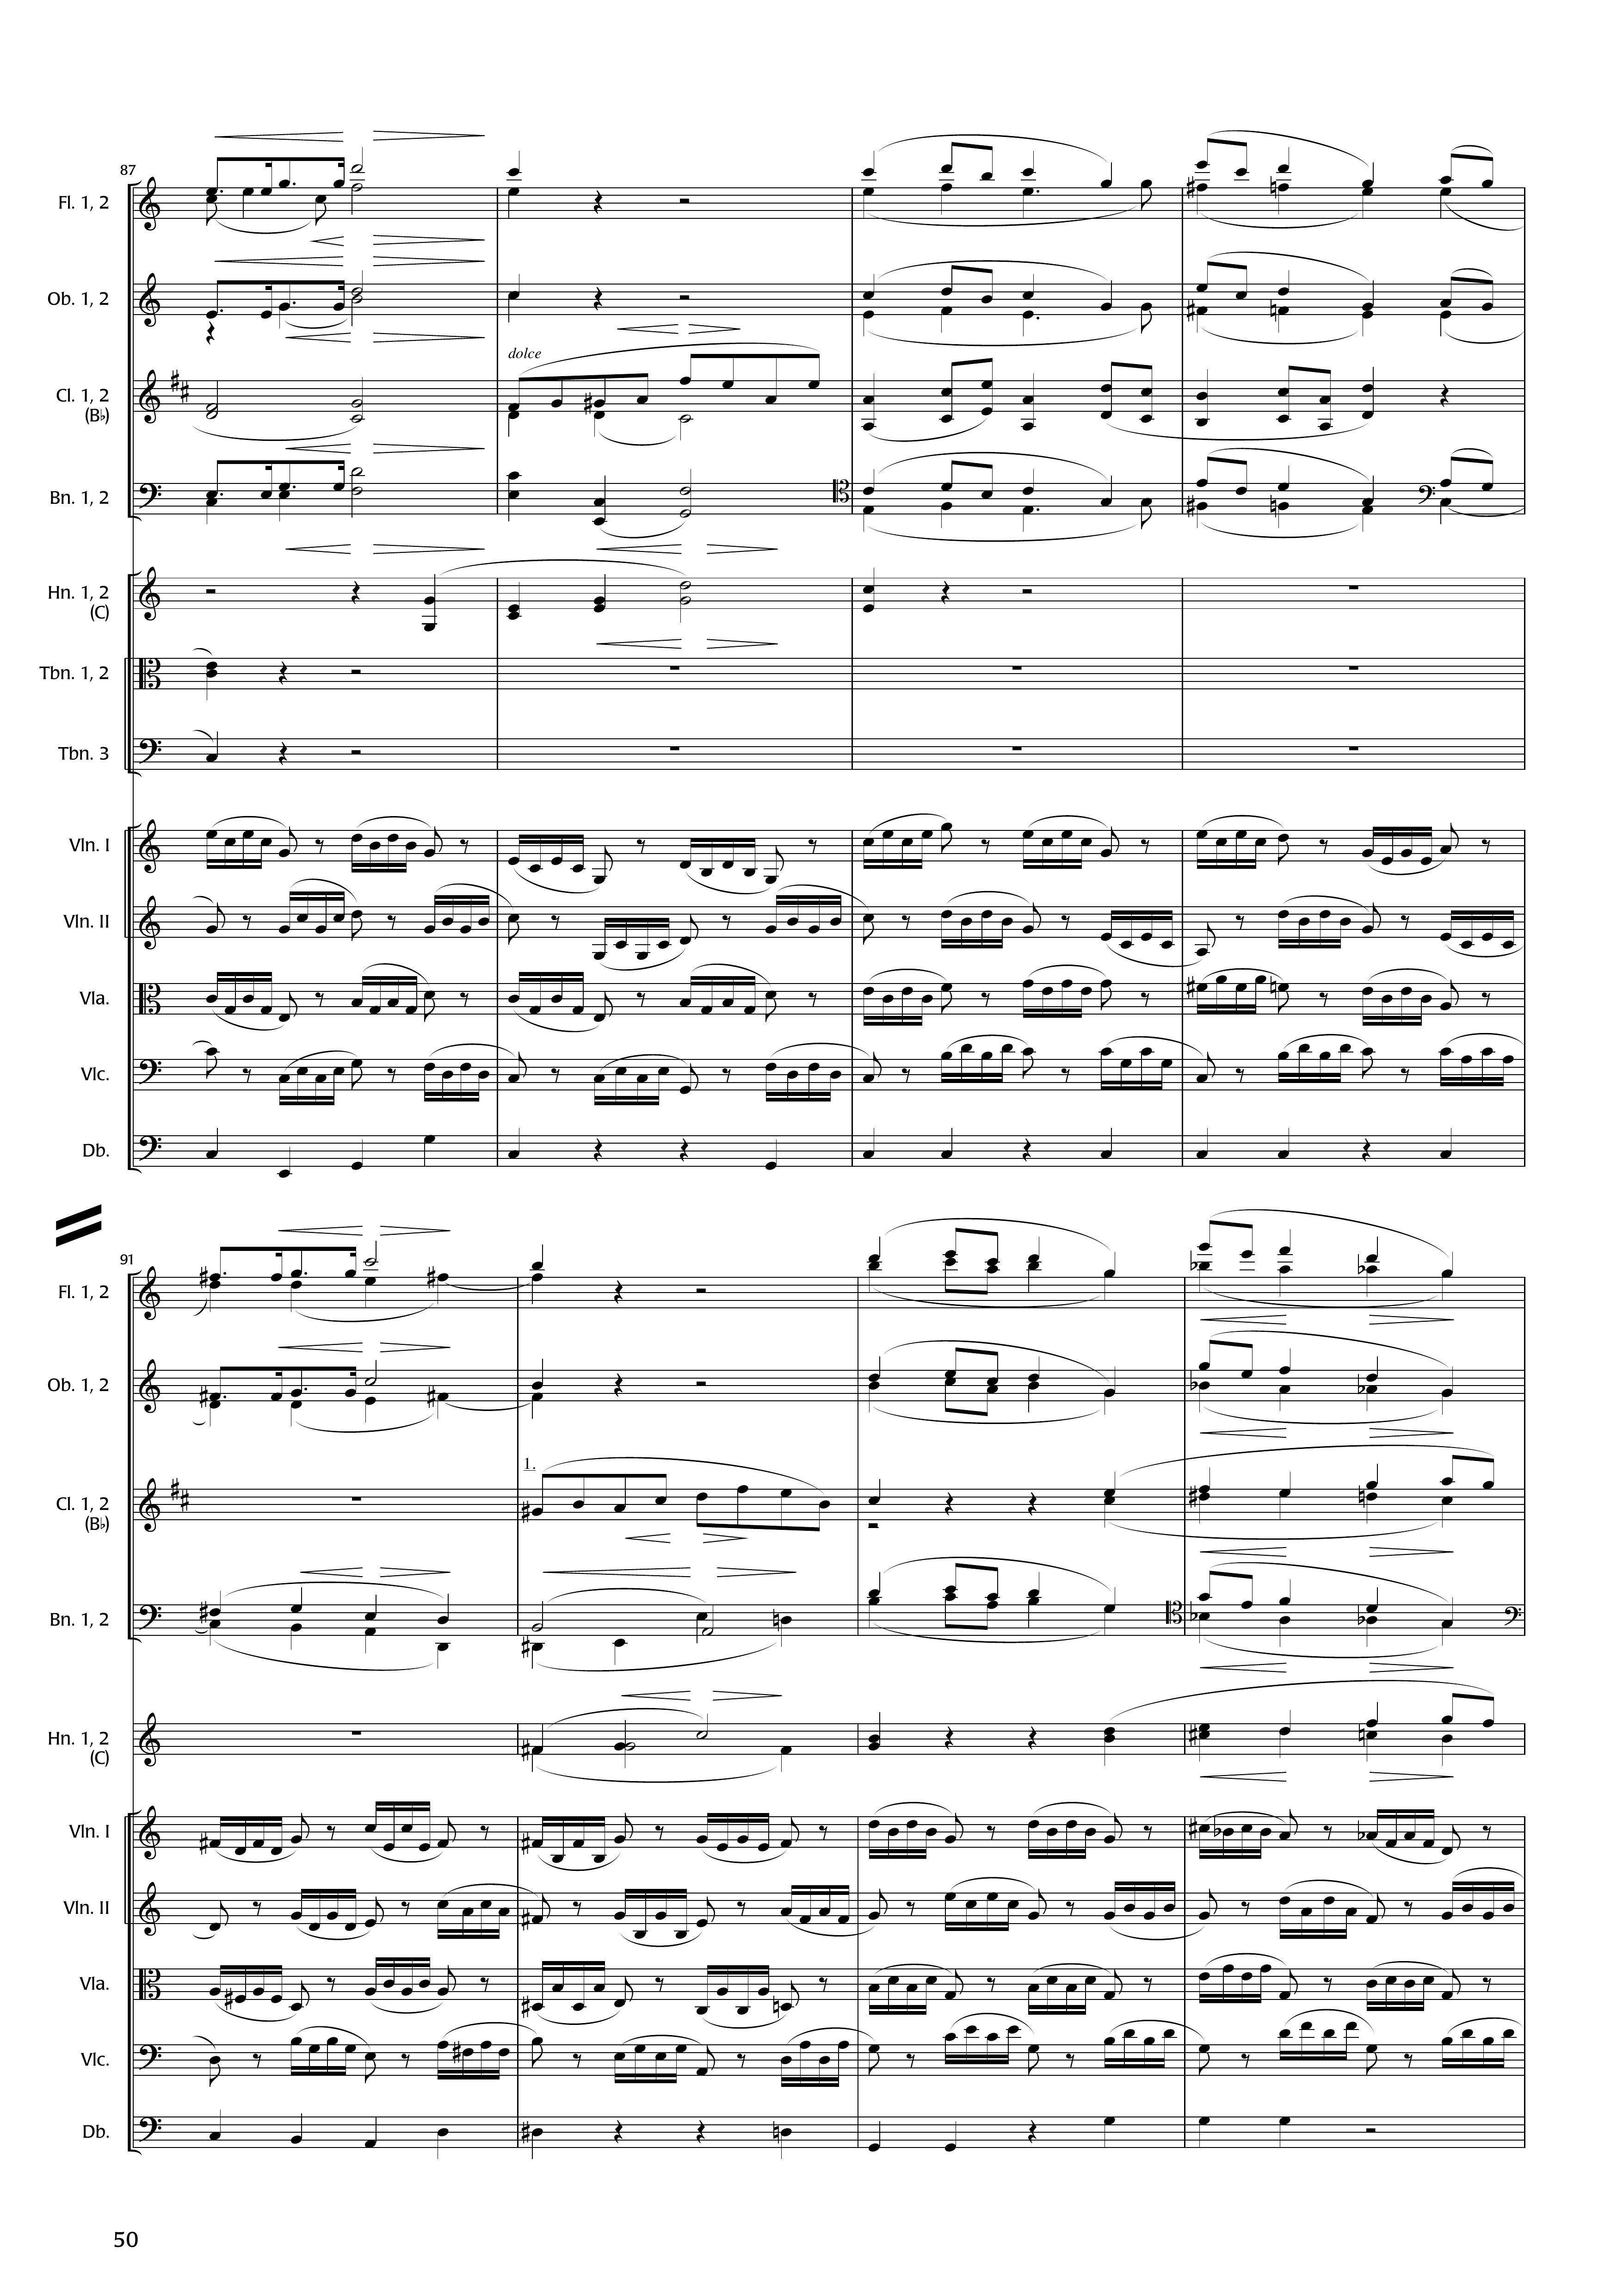 87
Fl. 1, 2
Ob. 1, 2
dolce
Cl. 1, 2
(B♭)
Bn. 1, 2
Hn. 1, 2
(C)
Tbn. 1, 2
Tbn. 3
Vln. I
Vln. II
Vla.
Vlc.
Db.
91
Fl. 1, 2
Ob. 1, 2
1.
Cl. 1, 2
(B♭)
Bn. 1, 2
Hn. 1, 2
(C)
Vln. I
Vln. II
Vla.
Vlc.
Db.
50